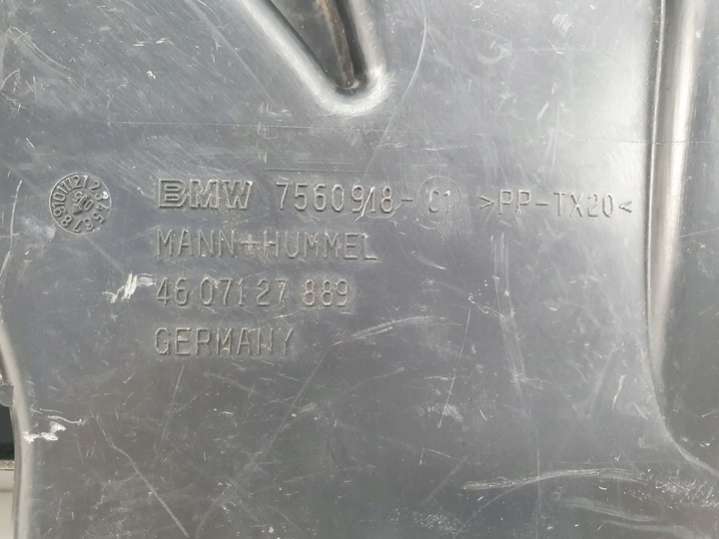 BMW 7560918-01 >PP-TX20<
MANN+HUMMEL
46 071 27 889
GERMANY